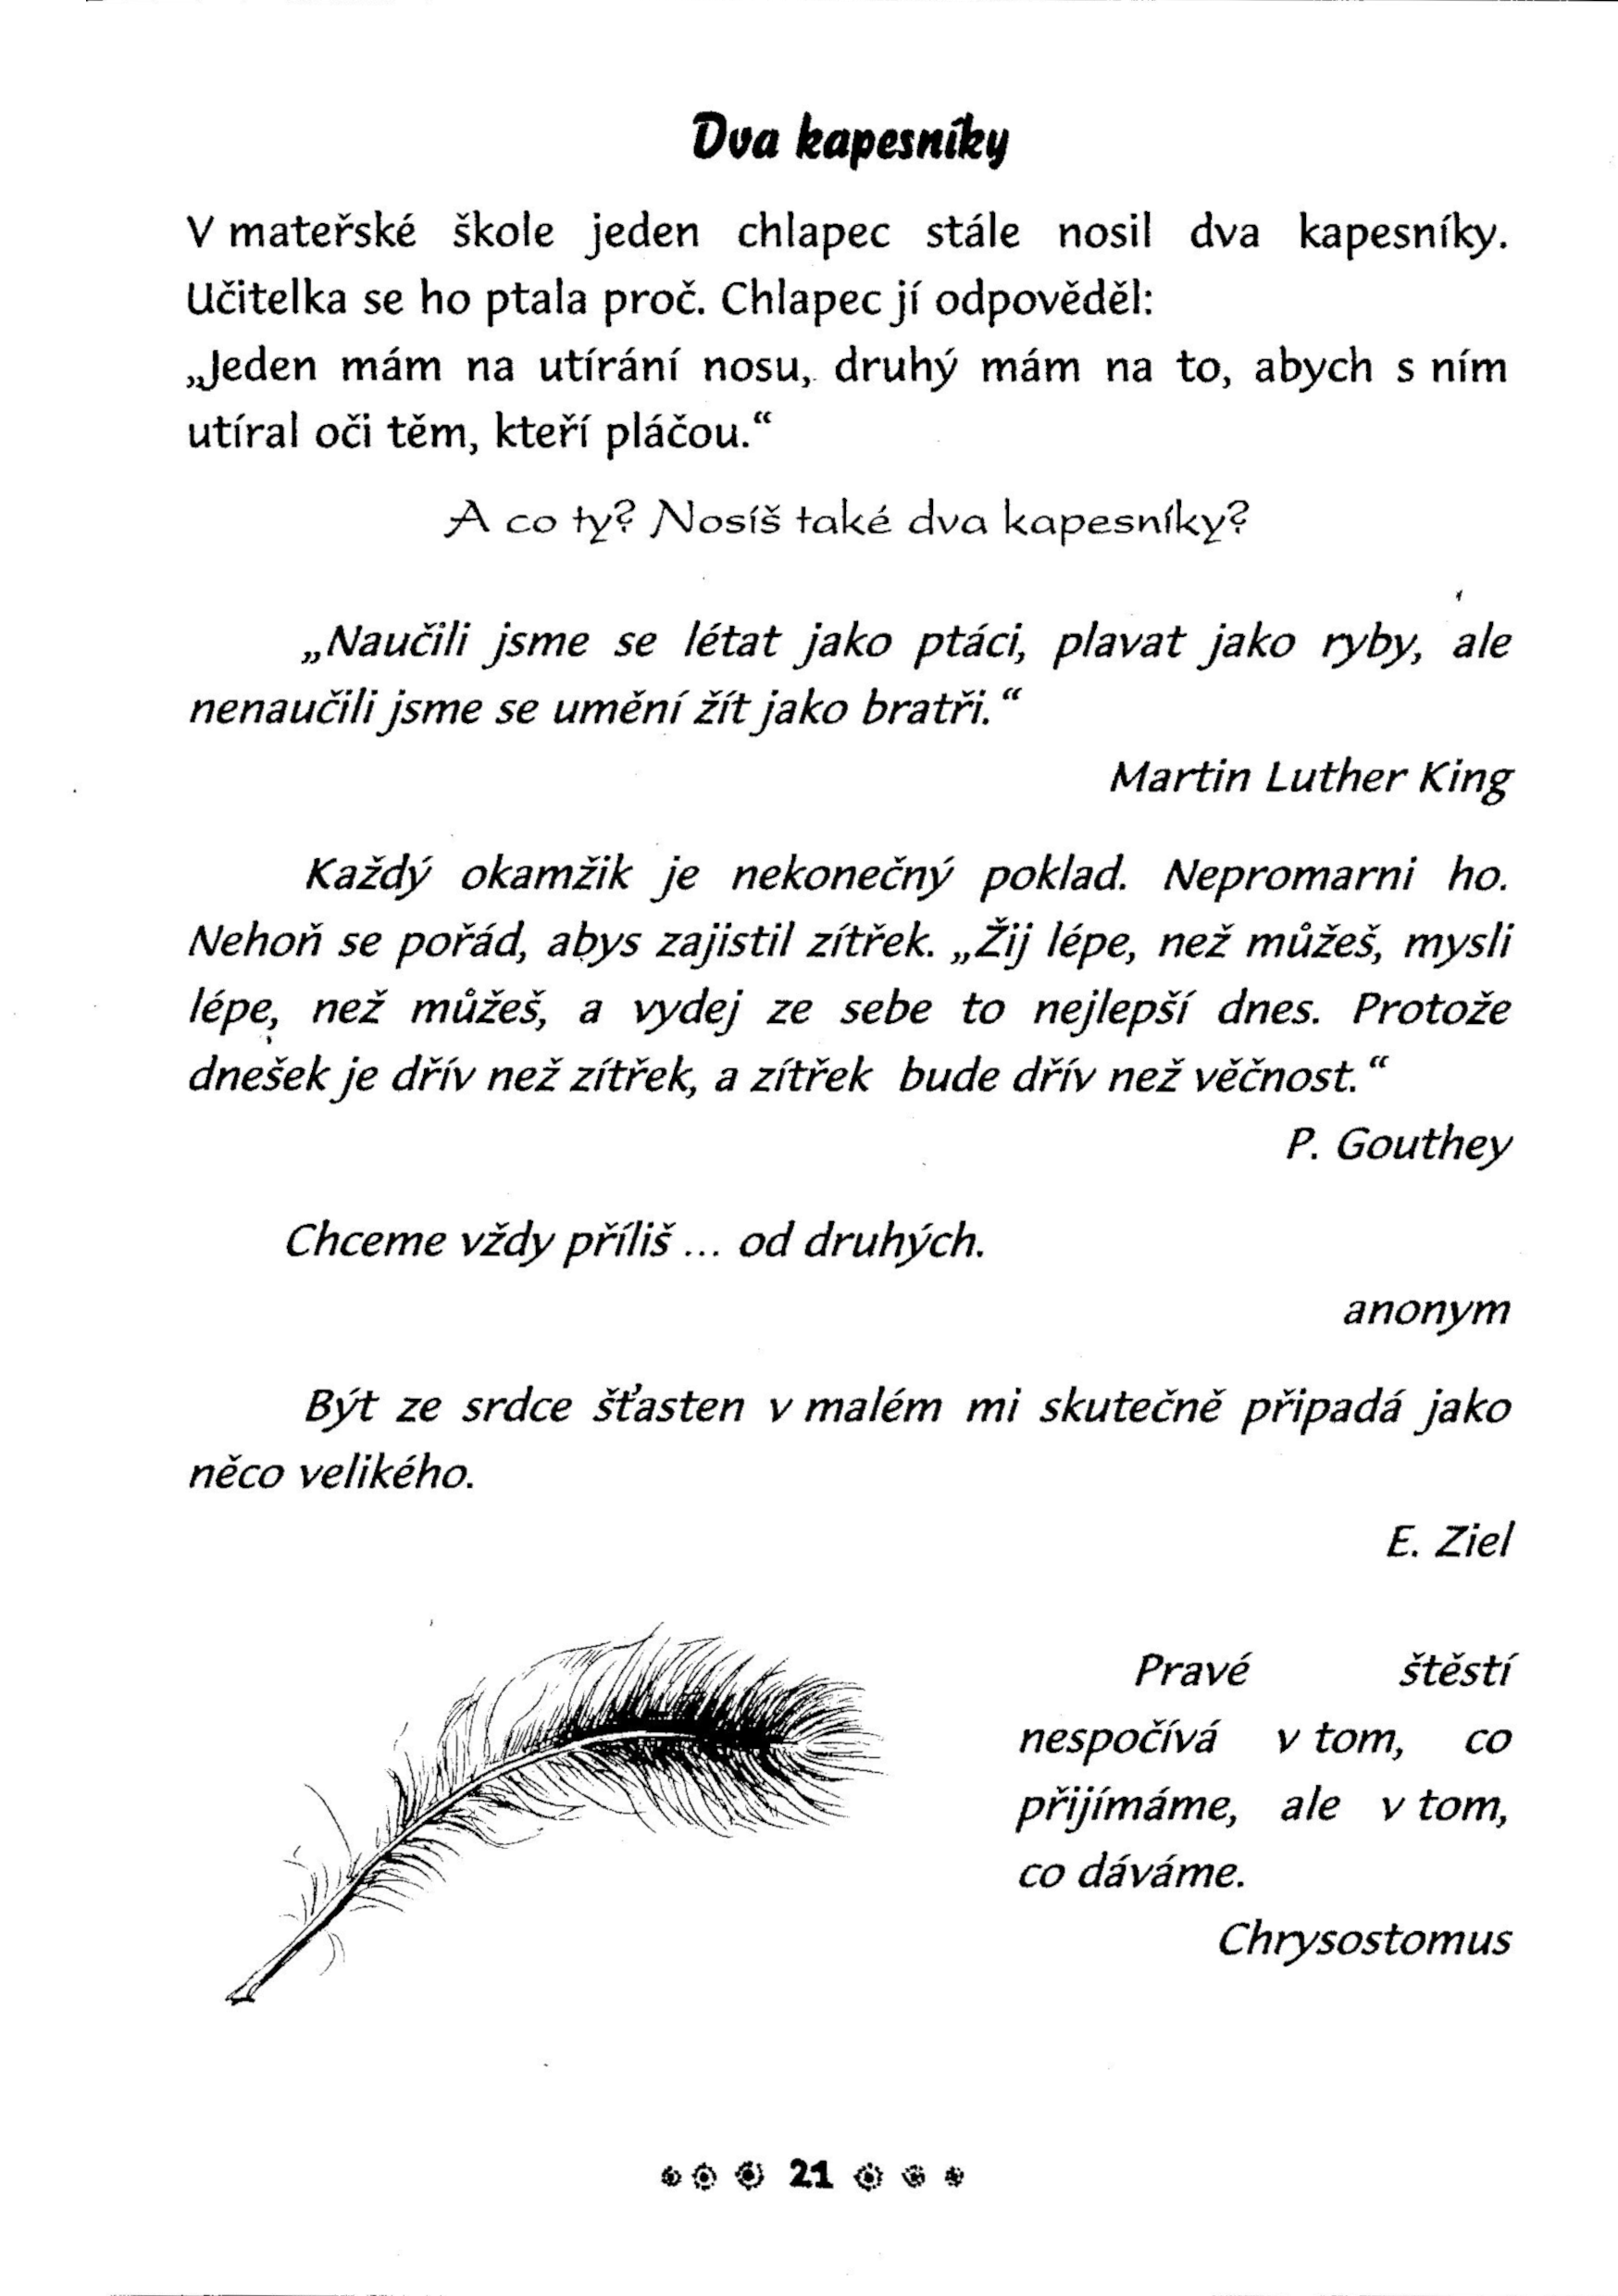 Dva kapesníky
V mateřské škole jeden chlapec stále nosil dva kapesníky.
Učitelka se ho ptala proč. Chlapec jí odpověděl:
„Jeden mám na utírání nosu, druhý mám na to, abych s ním
utíral oči těm, kteří pláčou.“
A co ty? Nosíš také dva kapesníky?
„Naučili jsme se létat jako ptáci, plavat jako ryby, ale
nenaučili jsme se umění žít jako bratři.“
Martin Luther King
Každý okamžik je nekonečný poklad. Nepromarni ho.
Nehoň se pořád, abys zajistil zítřek. „Žij lépe, než můžeš, mysli
lépe, než můžeš, a vydej ze sebe to nejlepší dnes. Protože
dnešek je dřív než zítřek, a zítřek bude dřív než věčnost.“
P. Gouthey
Chceme vždy příliš ... od druhých.
anonym
Být ze srdce šťasten v malém mi skutečně připadá jako
něco velikého.
E. Ziel
Pravé štěstí
nespočívá v tom, co
přijímáme, ale v tom,
co dáváme.
Chrysostomus
21